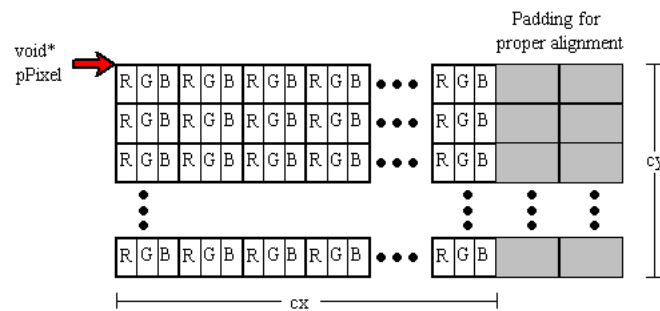 Padding for
proper alignment
void*
pPixel
R G B R G B R G B R G B ••• R G B
R G B R G B R G B R G B ••• R G B
R G B R G B R G B R G B ••• R G B
cy
R G B R G B R G B R G B ••• R G B
cx